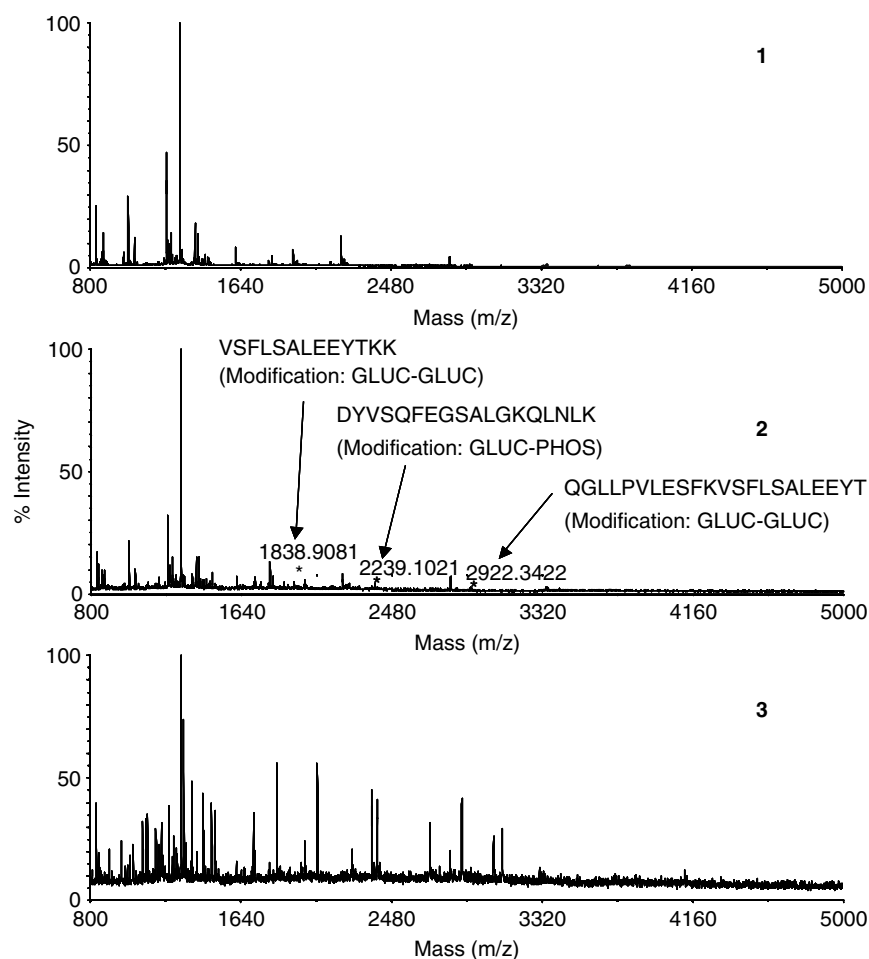 100
1
50
0
800 1640 2480 3320 4160 5000
Mass (m/z)
% Intensity
100
VSFLSALEEYTKK
(Modification: GLUC-GLUC)
DYVSQFEGSALGKQLNLK
(Modification: GLUC-PHOS)
2
QGLLPVLESFKVSFLSALEEYT
(Modification: GLUC-GLUC)
50
1838.9081
*
2239.1021
*
2922.3422
*
0
800 1640 2480 3320 4160 5000
Mass (m/z)
100
3
50
0
800 1640 2480 3320 4160 5000
Mass (m/z)